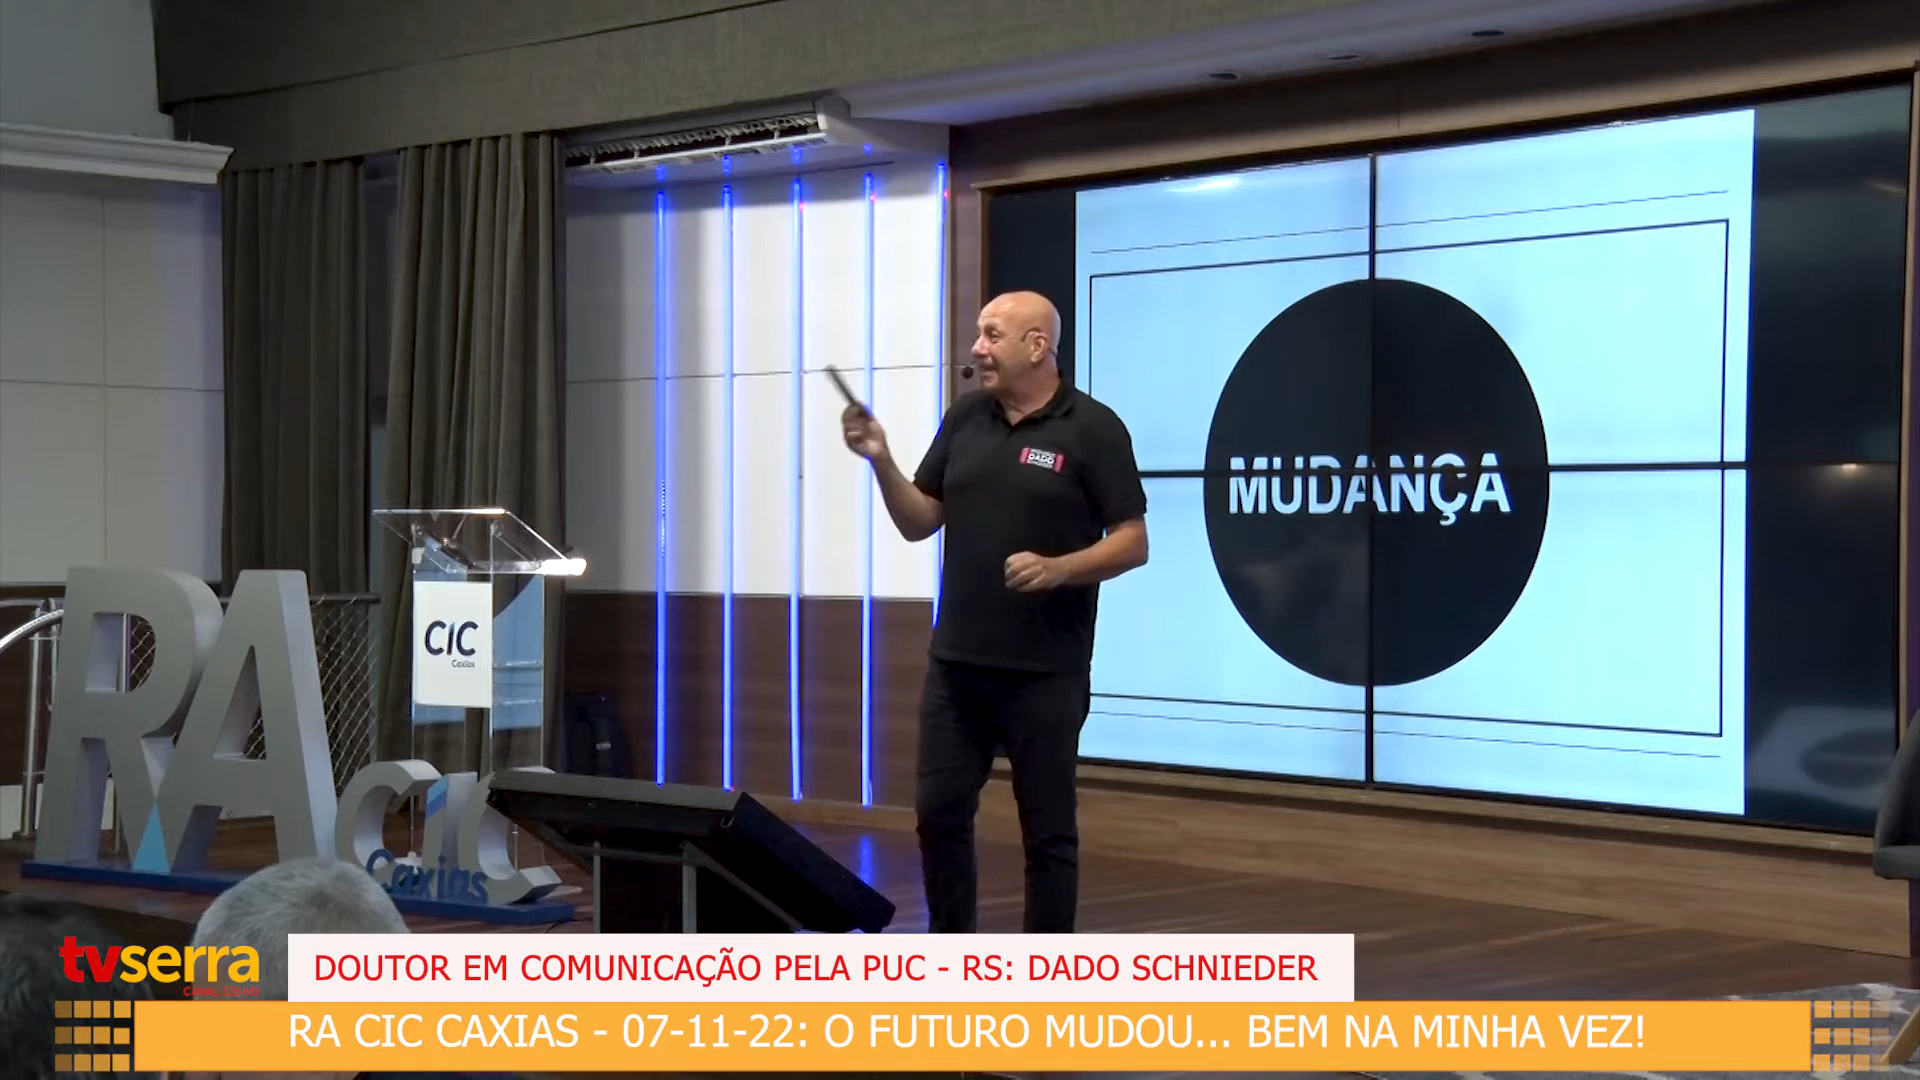 MUDANÇA
DADO
CIC
Caxias
RA
CIC
Caxias
tvserra
DOUTOR EM COMUNICAÇÃO PELA PUC - RS: DADO SCHNIEDER
RA CIC CAXIAS - 07-11-22: O FUTURO MUDOU... BEM NA MINHA VEZ!